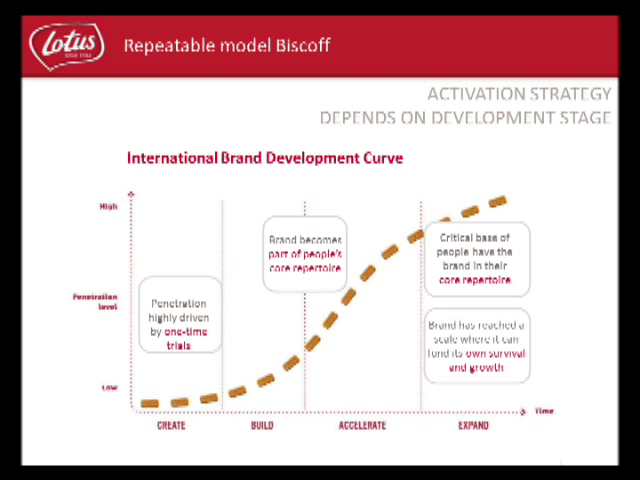 Lotus
Repeatable model Biscoff
ACTIVATION STRATEGY
DEPENDS ON DEVELOPMENT STAGE
International Brand Development Curve
High
Penetration
level
Low
Penetration
highly driven
by one-time
trials
Brand becomes
part of people's
core repertoire
Critical base of
people have the
brand in their
core repertoire
Brand has reached a
scale where it can
fund its own survival
and growth
Time
CREATE
BUILD
ACCELERATE
EXPAND